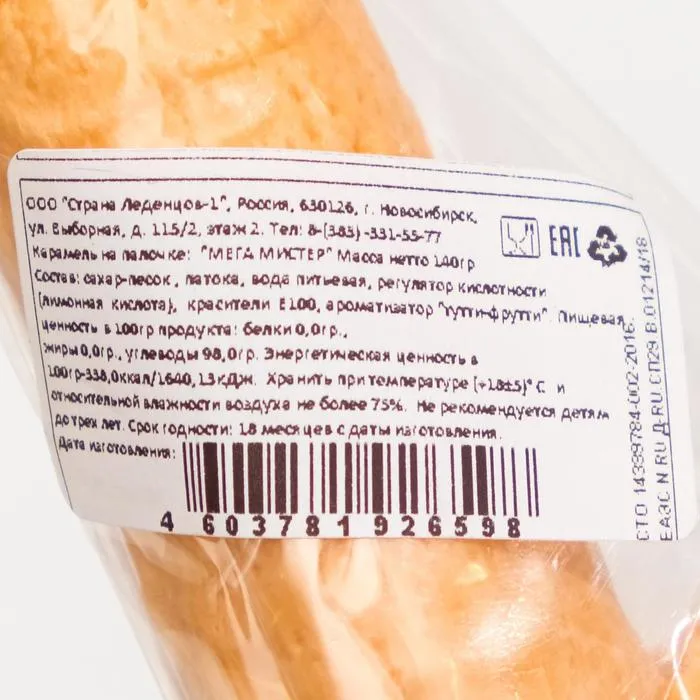 ООО "Страна Леденцов-1", Россия, 630126, г. Новосибирск,
ул. Выборная, д. 115/2, этаж 2. Тел: 8-(383)-331-55-77
Карамель на палочке: "МЕГА МИСТЕР" Масса нетто 140гр
Состав: сахар-песок, патока, вода питьевая, регулятор кислотности
(лимонная кислота), красители Е100, ароматизатор "тутти-фрутти". Пищевая
ценность в 100гр продукта: белки 0,0гр.,
жиры 0,0гр., углеводы 98,0гр. Энергетическая ценность в
100гр-338,0ккал/1640,13кДж. Хранить при температуре (+18±5)°С и
относительной влажности воздуха не более 75%. Не рекомендуется детям
до трех лет. Срок годности: 18 месяцев с даты изготовления.
Дата изготовления:
4 603781 926598
EAC
СТО 14399784-002-2016.
ЕАЭС N RU Д-RU.СП29.В.01214/18